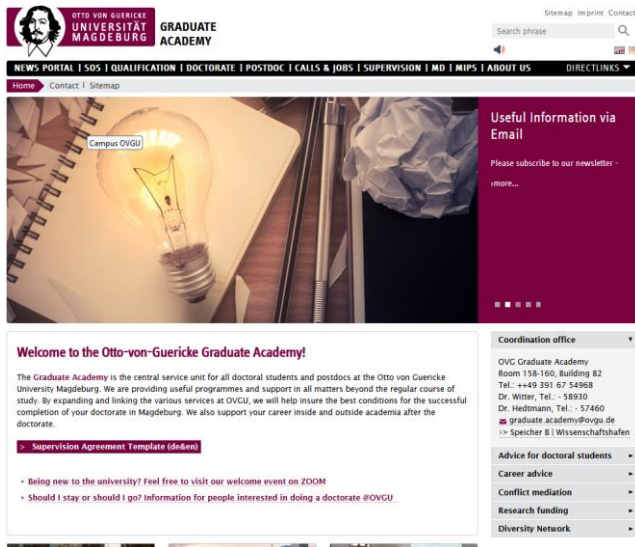 Sitemap Imprint Contact
OTTO VON GUERICKE
UNIVERSITÄT
MAGDEBURG
GRADUATE
ACADEMY
Search phrase
NEWS PORTAL | SOS | QUALIFICATION | DOCTORATE | POSTDOC | CALLS & JOBS | SUPERVISION | MD | MIPS | ABOUT US DIRECTLINKS
Home Contact | Sitemap
Campus OVGU
Useful Information via
Email
Please subscribe to our newsletter -
›more...
Welcome to the Otto-von-Guericke Graduate Academy!
The Graduate Academy is the central service unit for all doctoral students and postdocs at the Otto von Guericke
University Magdeburg. We are providing useful programmes and support in all matters beyond the regular course of
study. By expanding and linking the various services at OVGU, we will help insure the best conditions for the successful
completion of your doctorate in Magdeburg. We also support your career inside and outside academia after the
doctorate.
> Supervision Agreement Template (de&en)
Being new to the university? Feel free to visit our welcome event on ZOOM
Should I stay or should I go? Information for people interested in doing a doctorate @OVGU
Coordination office
OVG Graduate Academy
Room 158-160, Building 82
Tel.: ++49 391 67 54968
Dr. Witter, Tel.: - 58930
Dr. Hedtmann, Tel.: - 57460
graduate.academy@ovgu.de
>> Speicher B | Wissenschaftshafen
Advice for doctoral students
Career advice
Conflict mediation
Research funding
Diversity Network